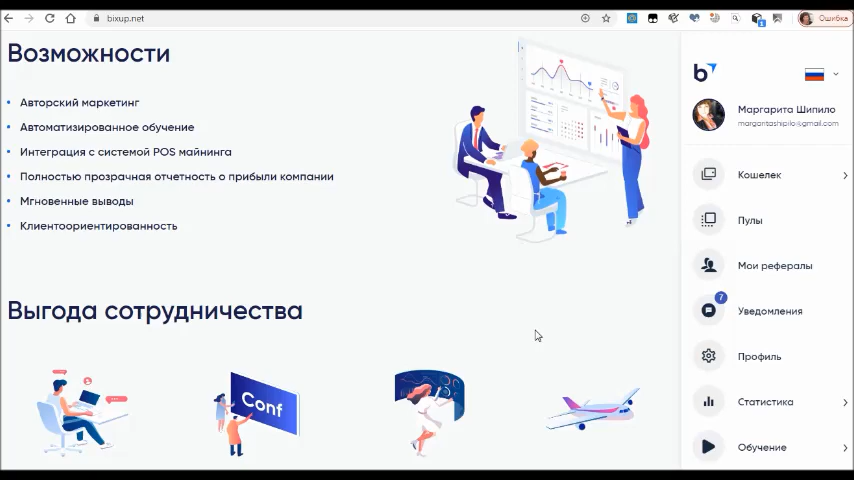 bixup.net
Ошибка
Возможности
Авторский маркетинг
Автоматизированное обучение
Интеграция с системой POS майнинга
Полностью прозрачная отчетность о прибыли компании
Мгновенные выводы
Клиентоориентированность
Выгода сотрудничества
Conf
b
Маргарита Шипило
margaritashipilo@gmail.com
Кошелек
Пулы
Мои рефералы
7
Уведомления
Профиль
Статистика
Обучение